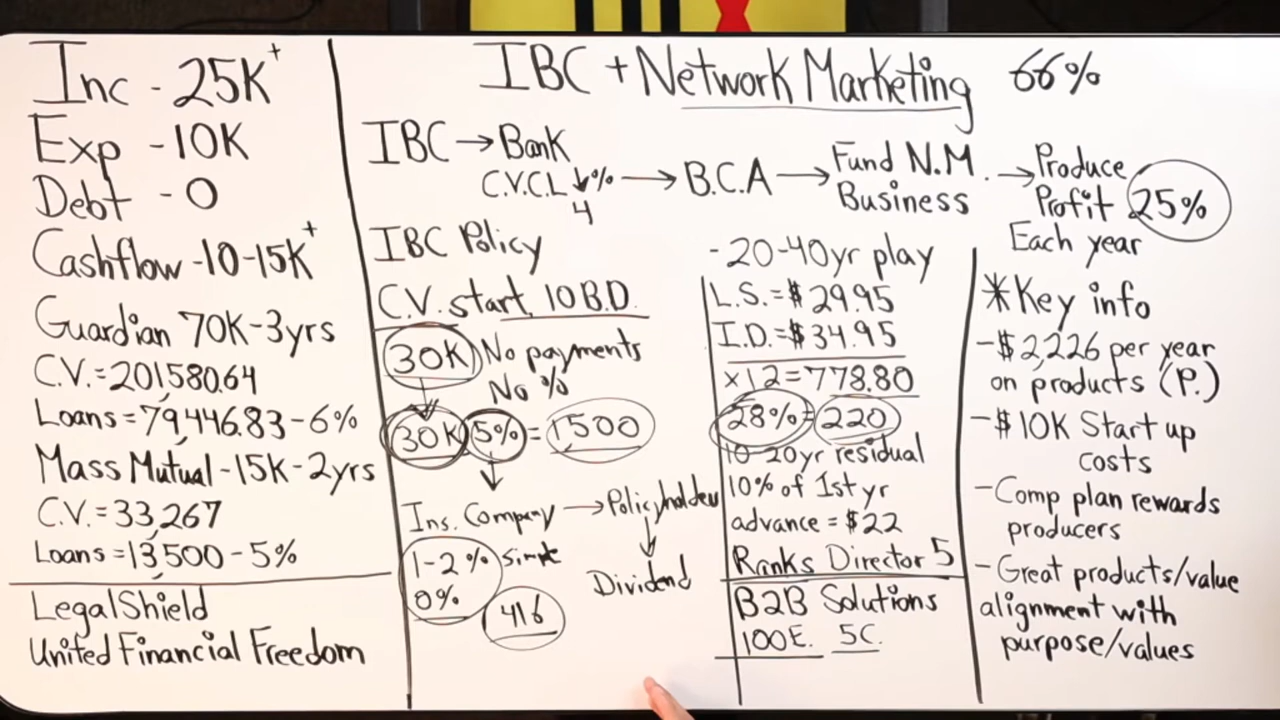 IBC + Network Marketing 66%
Inc - 25K+
Exp - 10K
Debt - 0
Cashflow - 10-15K+
Guardian 70K - 3yrs
C.V. = 201,580.64
Loans = 79,446.83 - 6%
Mass Mutual - 15K - 2yrs
C.V. = 33,267
Loans = 13,500 - 5%
LegalShield
United Financial Freedom
IBC → Bank
C.V.C.L ↓% → B.C.A → Fund N.M. Business → Produce Profit 25%
4
Each year
IBC Policy
C.V. start 10 B.D.
30K No payments
No %
30K 5% = 1,500
Ins. Company → Policyholder
1-2%
0%
416
Dividend
- 20-40yr play
L.S. = $29.95
I.D. = $34.95
x12 = 778.80
28% = 220
10-20yr residual
10% of 1st yr
advance = $22
Ranks Director 5
B2B Solutions
100E. 5C.
*Key info
- $2,226 per year
on products (P.)
- $10K Start up
costs
- Comp plan rewards
producers
- Great products/value
alignment with
purpose/values